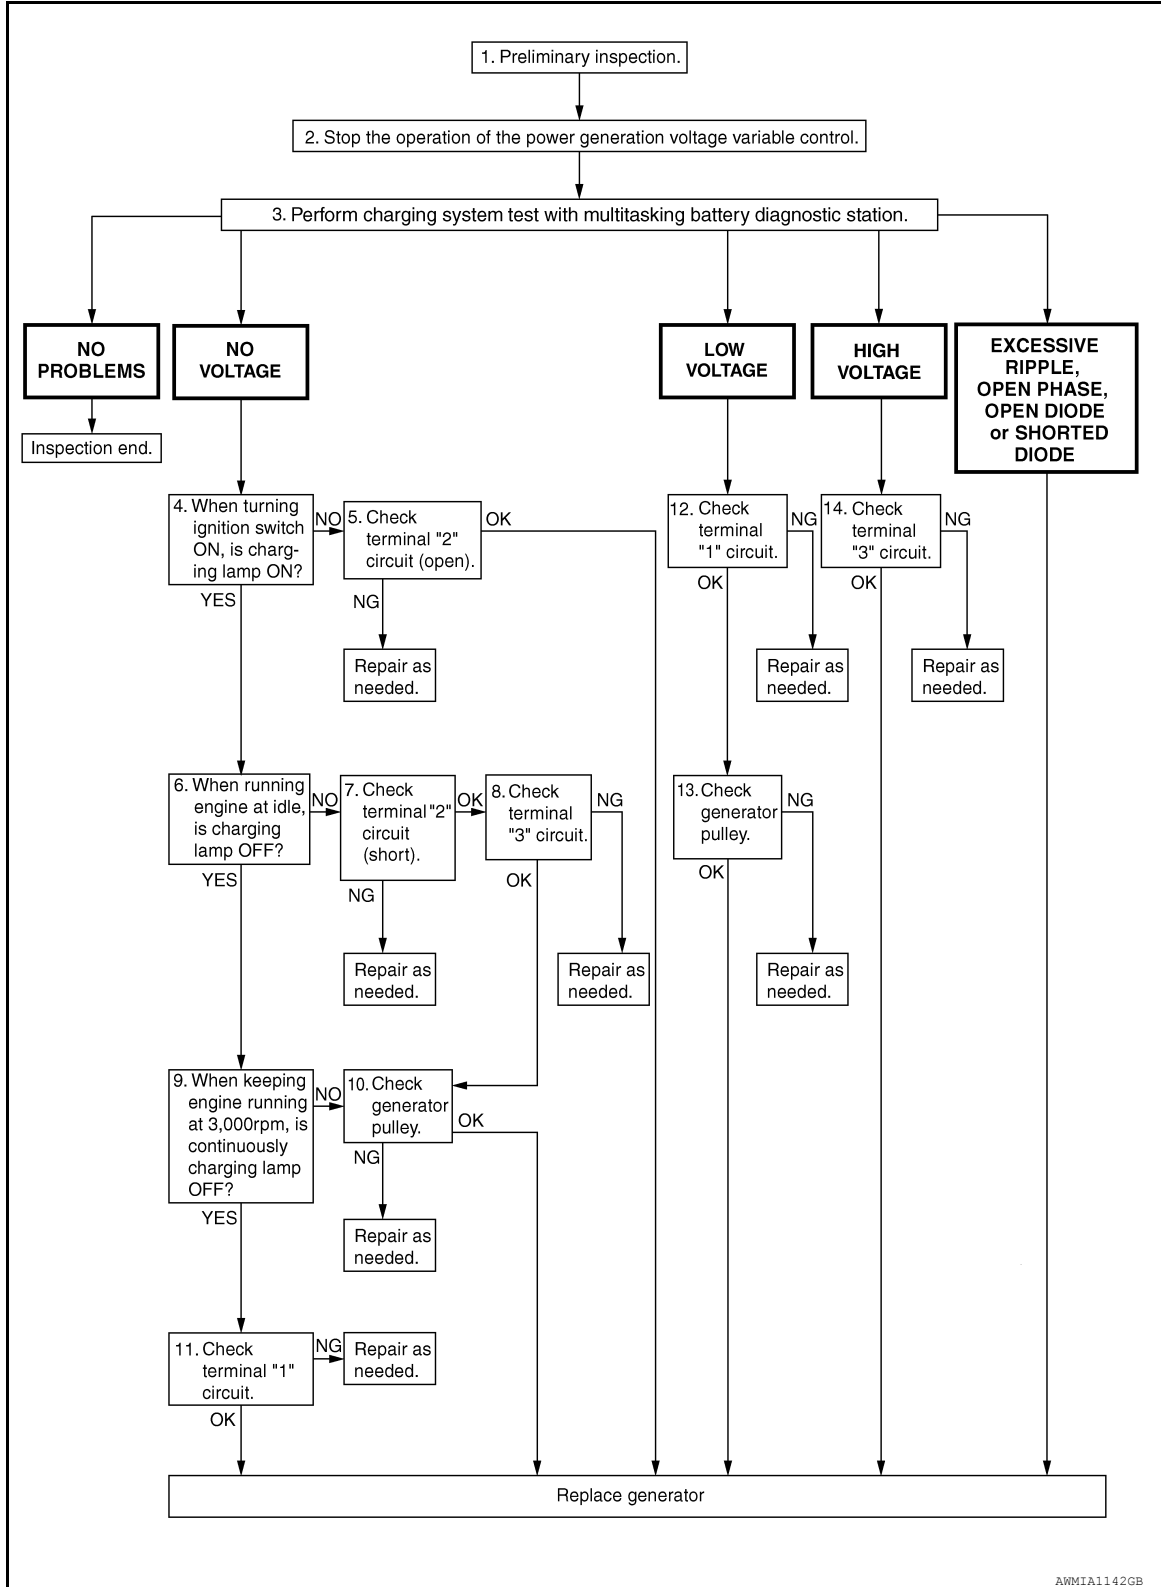 1. Preliminary inspection.
2. Stop the operation of the power generation voltage variable control.
3. Perform charging system test with multitasking battery diagnostic station.
NO
PROBLEMS
NO
VOLTAGE
LOW
VOLTAGE
HIGH
VOLTAGE
EXCESSIVE
RIPPLE,
OPEN PHASE,
OPEN DIODE
or SHORTED
DIODE
Inspection end.
4. When turning
ignition switch
ON, is charg-
ing lamp ON?
NO
YES
5. Check
terminal "2"
circuit (open).
OK
NG
Repair as
needed.
12. Check
terminal
"1" circuit.
NG
OK
Repair as
needed.
14. Check
terminal
"3" circuit.
NG
OK
Repair as
needed.
6. When running
engine at idle,
is charging
lamp OFF?
NO
YES
7. Check
terminal "2"
circuit
(short).
OK
NG
Repair as
needed.
8. Check
terminal
"3" circuit.
NG
OK
Repair as
needed.
13. Check
generator
pulley.
NG
OK
Repair as
needed.
9. When keeping
engine running
at 3,000rpm, is
continuously
charging lamp
OFF?
NO
YES
10. Check
generator
pulley.
OK
NG
Repair as
needed.
11. Check
terminal "1"
circuit.
NG
OK
Repair as
needed.
Replace generator
AWMIA1142GB